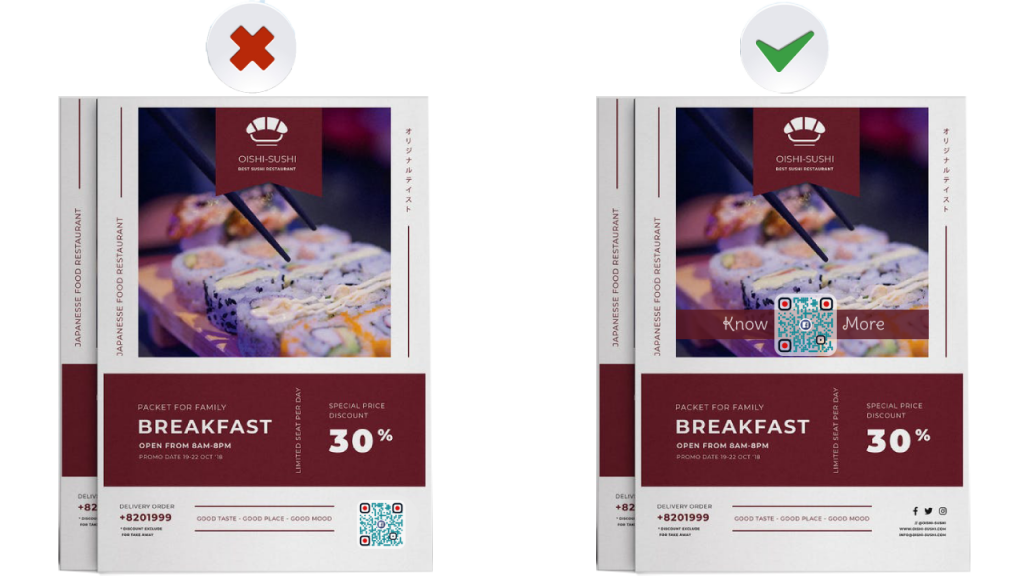 OISHI-SUSHI
BEST SUSHI RESTAURANT
オリジナルテイスト
JAPANESSE FOOD RESTAURANT
JAPANESSE FOOD RESTAURANT
PACKET FOR FAMILY
BREAKFAST
OPEN FROM 8AM-8PM
PROMO DATE 19-22 OCT '18
LIMITED SEAT PER DAY
SPECIAL PRICE
DISCOUNT
30%
DELIV
+82
* DISCOU
FOR TAK
DELIVERY ORDER
+8201999
* DISCOUNT EXCLUDE
FOR TAKE AWAY
GOOD TASTE - GOOD PLACE - GOOD MOOD
OISHI-SUSHI
BEST SUSHI RESTAURANT
オリジナルテイスト
JAPANESSE FOOD RESTAURANT
JAPANESSE FOOD RESTAURANT
Know More
PACKET FOR FAMILY
BREAKFAST
OPEN FROM 8AM-8PM
PROMO DATE 19-22 OCT '18
LIMITED SEAT PER DAY
SPECIAL PRICE
DISCOUNT
30%
DELIV
+82
* DISCOU
FOR TAK
DELIVERY ORDER
+8201999
* DISCOUNT EXCLUDE
FOR TAKE AWAY
GOOD TASTE - GOOD PLACE - GOOD MOOD
@OISHI-SUSHI
WWW.OISHI-SUSHI.COM
INFO@OISHI-SUSHI.COM